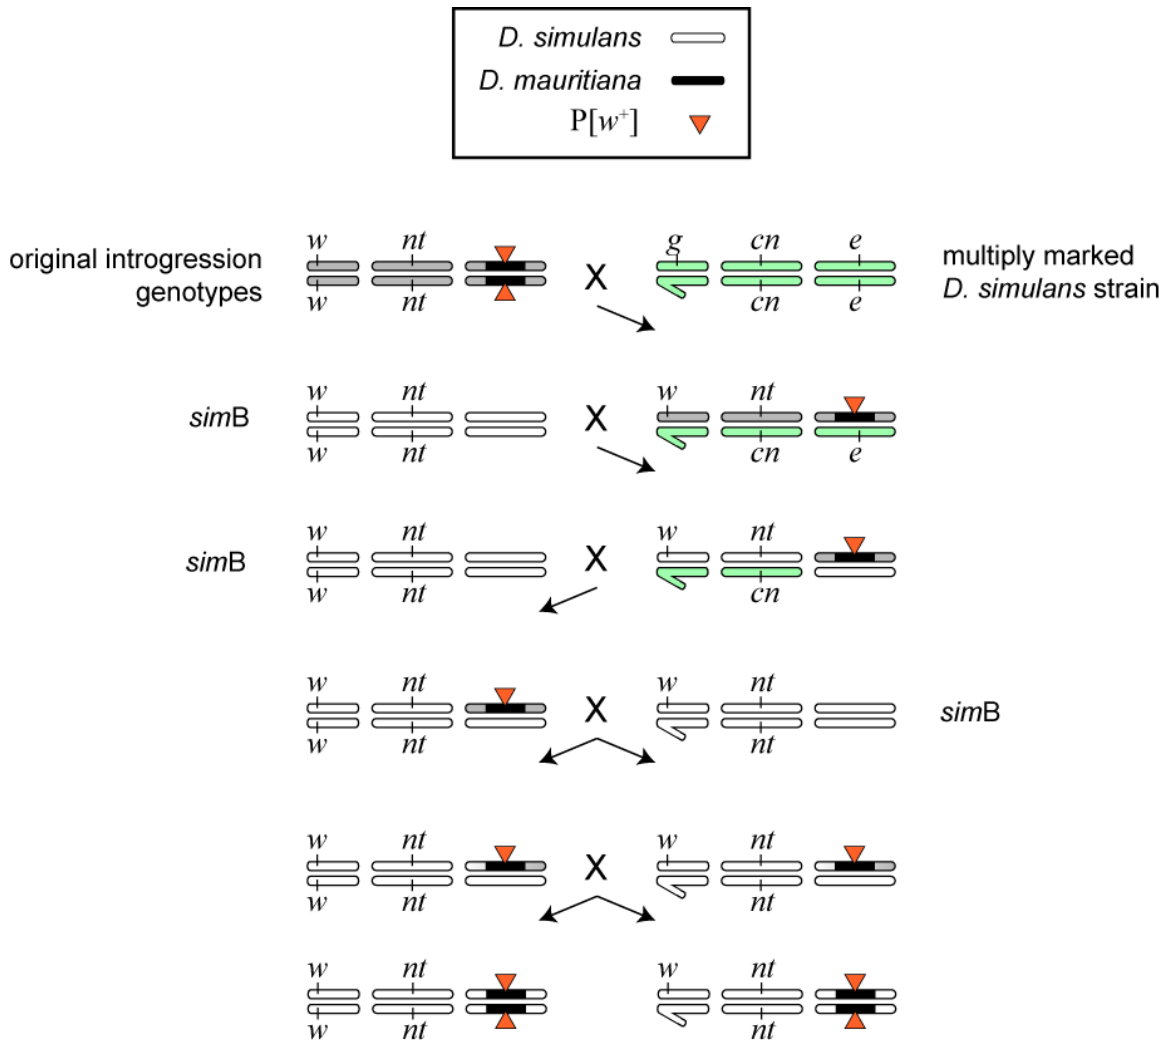 D. simulans
D. mauritiana
P[w+]
original introgression
genotypes
w nt
w nt
X
g cn e
cn e
multiply marked
D. simulans strain
simB
w nt
w nt
X
w nt
cn e
simB
w nt
w nt
X
w nt
cn
w nt
w nt
X
w nt
nt
simB
w nt
w nt
X
w nt
nt
w nt
w nt
w nt
nt